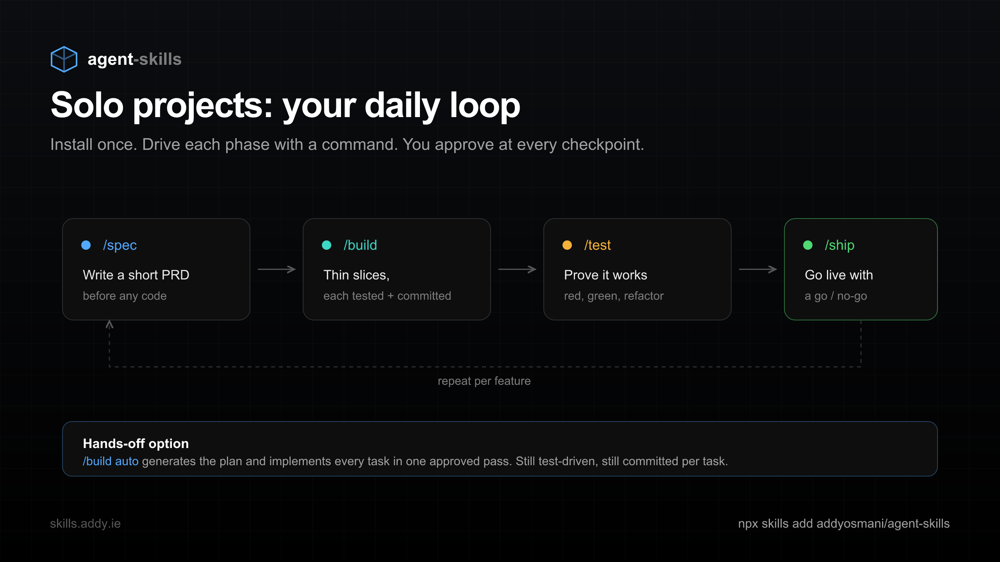 agent-skills
Solo projects: your daily loop
Install once. Drive each phase with a command. You approve at every checkpoint.
/spec
Write a short PRD
before any code
/build
Thin slices,
each tested + committed
/test
Prove it works
red, green, refactor
/ship
Go live with
a go / no-go
repeat per feature
Hands-off option
/build auto generates the plan and implements every task in one approved pass. Still test-driven, still committed per task.
skills.addy.ie
npx skills add addyosmani/agent-skills